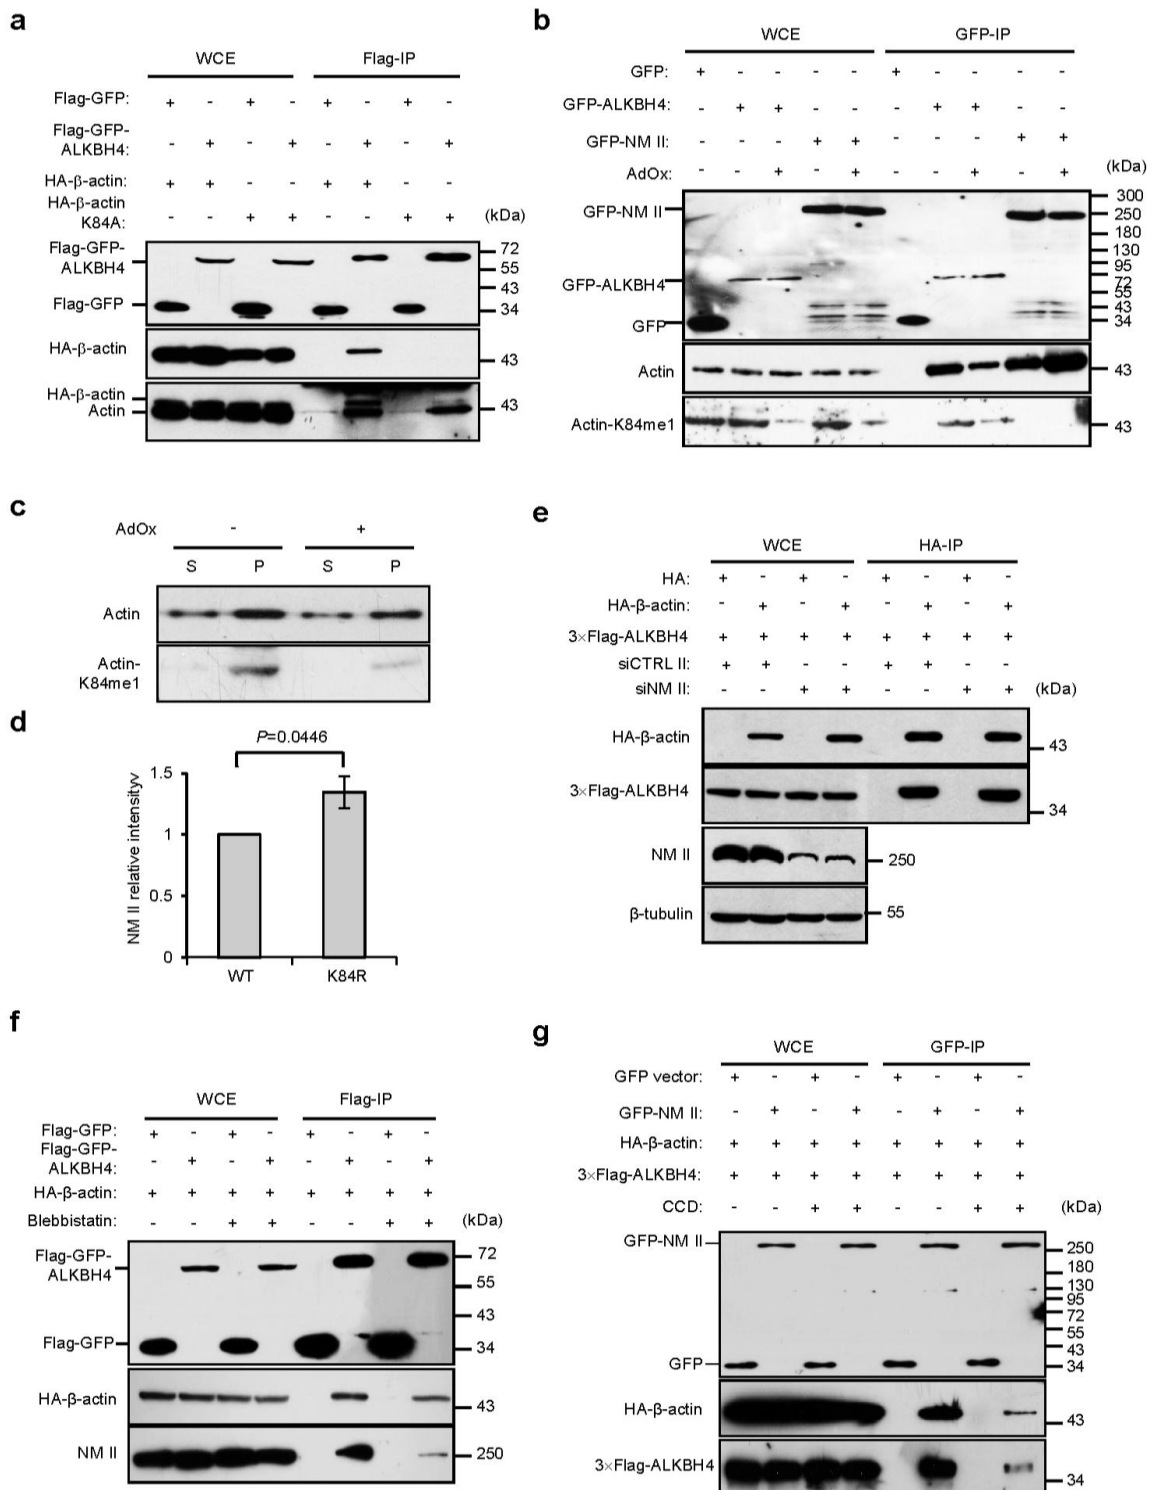 a
WCE Flag-IP
Flag-GFP: + - + - + - + -
Flag-GFP-
ALKBH4: - + - + - + - +
HA-β-actin: + + - - + + - -
HA-β-actin
K84A: - - + + - - + + (kDa)
Flag-GFP-
ALKBH4
72
55
43
Flag-GFP 34
HA-β-actin 43
HA-β-actin
Actin 43
b
WCE GFP-IP
GFP: + - - - - + - - - -
GFP-ALKBH4: - + + - - - + + - -
GFP-NM II: - - - + + - - - + +
AdOx: - - + - + - - + - + (kDa)
GFP-NM II
300
250
180
130
95
GFP-ALKBH4 72
55
43
GFP 34
Actin 43
Actin-K84me1 43
c
AdOx - +
S P S P
Actin
Actin-
K84me1
d
P=0.0446
NM II relative intensityv
1.5
1
0.5
0
WT K84R
e
WCE HA-IP
HA: + - + - + - + -
HA-β-actin: - + - + - + - +
3×Flag-ALKBH4 + + + + + + + +
siCTRL II: + + - - + + - -
siNM II: - - + + - - + + (kDa)
HA-β-actin 43
3×Flag-ALKBH4 34
NM II 250
β-tubulin 55
f
WCE Flag-IP
Flag-GFP: + - + - + - + -
Flag-GFP-
ALKBH4: - + - + - + - +
HA-β-actin: + + + + + + + +
Blebbistatin: - - + + - - + + (kDa)
Flag-GFP-
ALKBH4
72
55
43
Flag-GFP 34
HA-β-actin 43
NM II 250
g
WCE GFP-IP
GFP vector: + - + - + - + -
GFP-NM II: - + - + - + - +
HA-β-actin: + + + + + + + +
3×Flag-ALKBH4: + + + + + + + +
CCD: - - + + - - + + (kDa)
GFP-NM II 250
180
130
95
72
55
43
GFP 34
HA-β-actin 43
3×Flag-ALKBH4 34